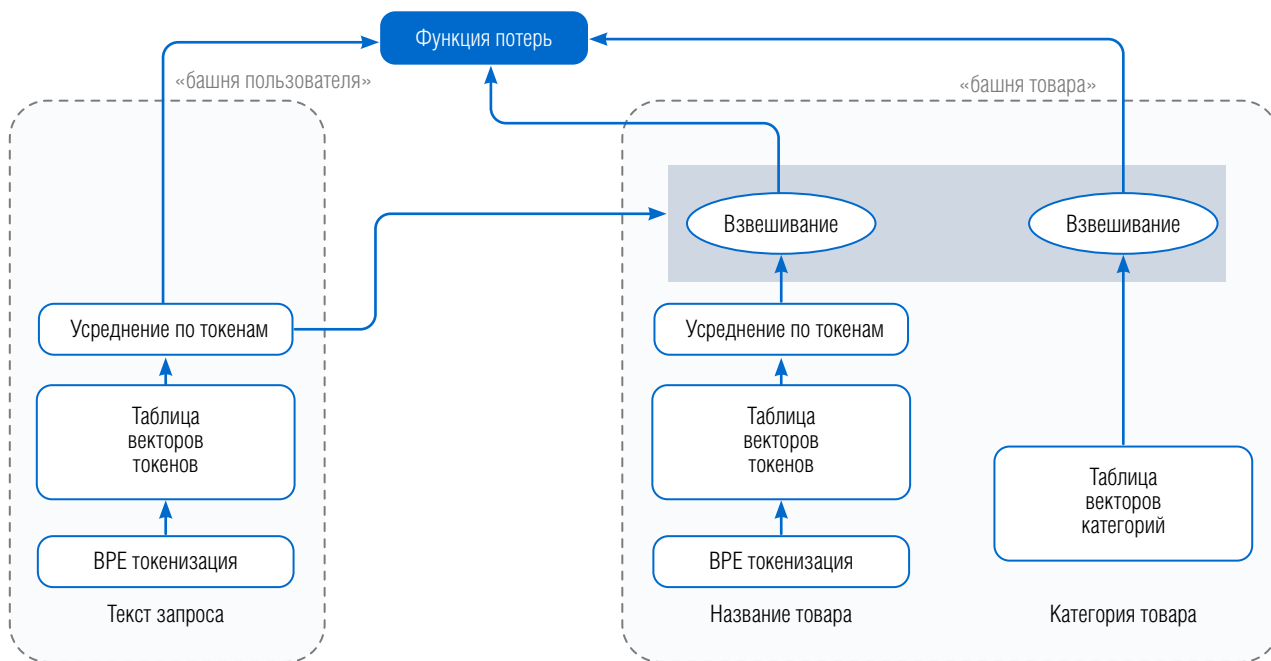 Функция потерь
«башня пользователя»
«башня товара»
Взвешивание
Взвешивание
Усреднение по токенам
Усреднение по токенам
Таблица
векторов
токенов
Таблица
векторов
токенов
Таблица
векторов
категорий
BPE токенизация
BPE токенизация
Текст запроса
Название товара
Категория товара